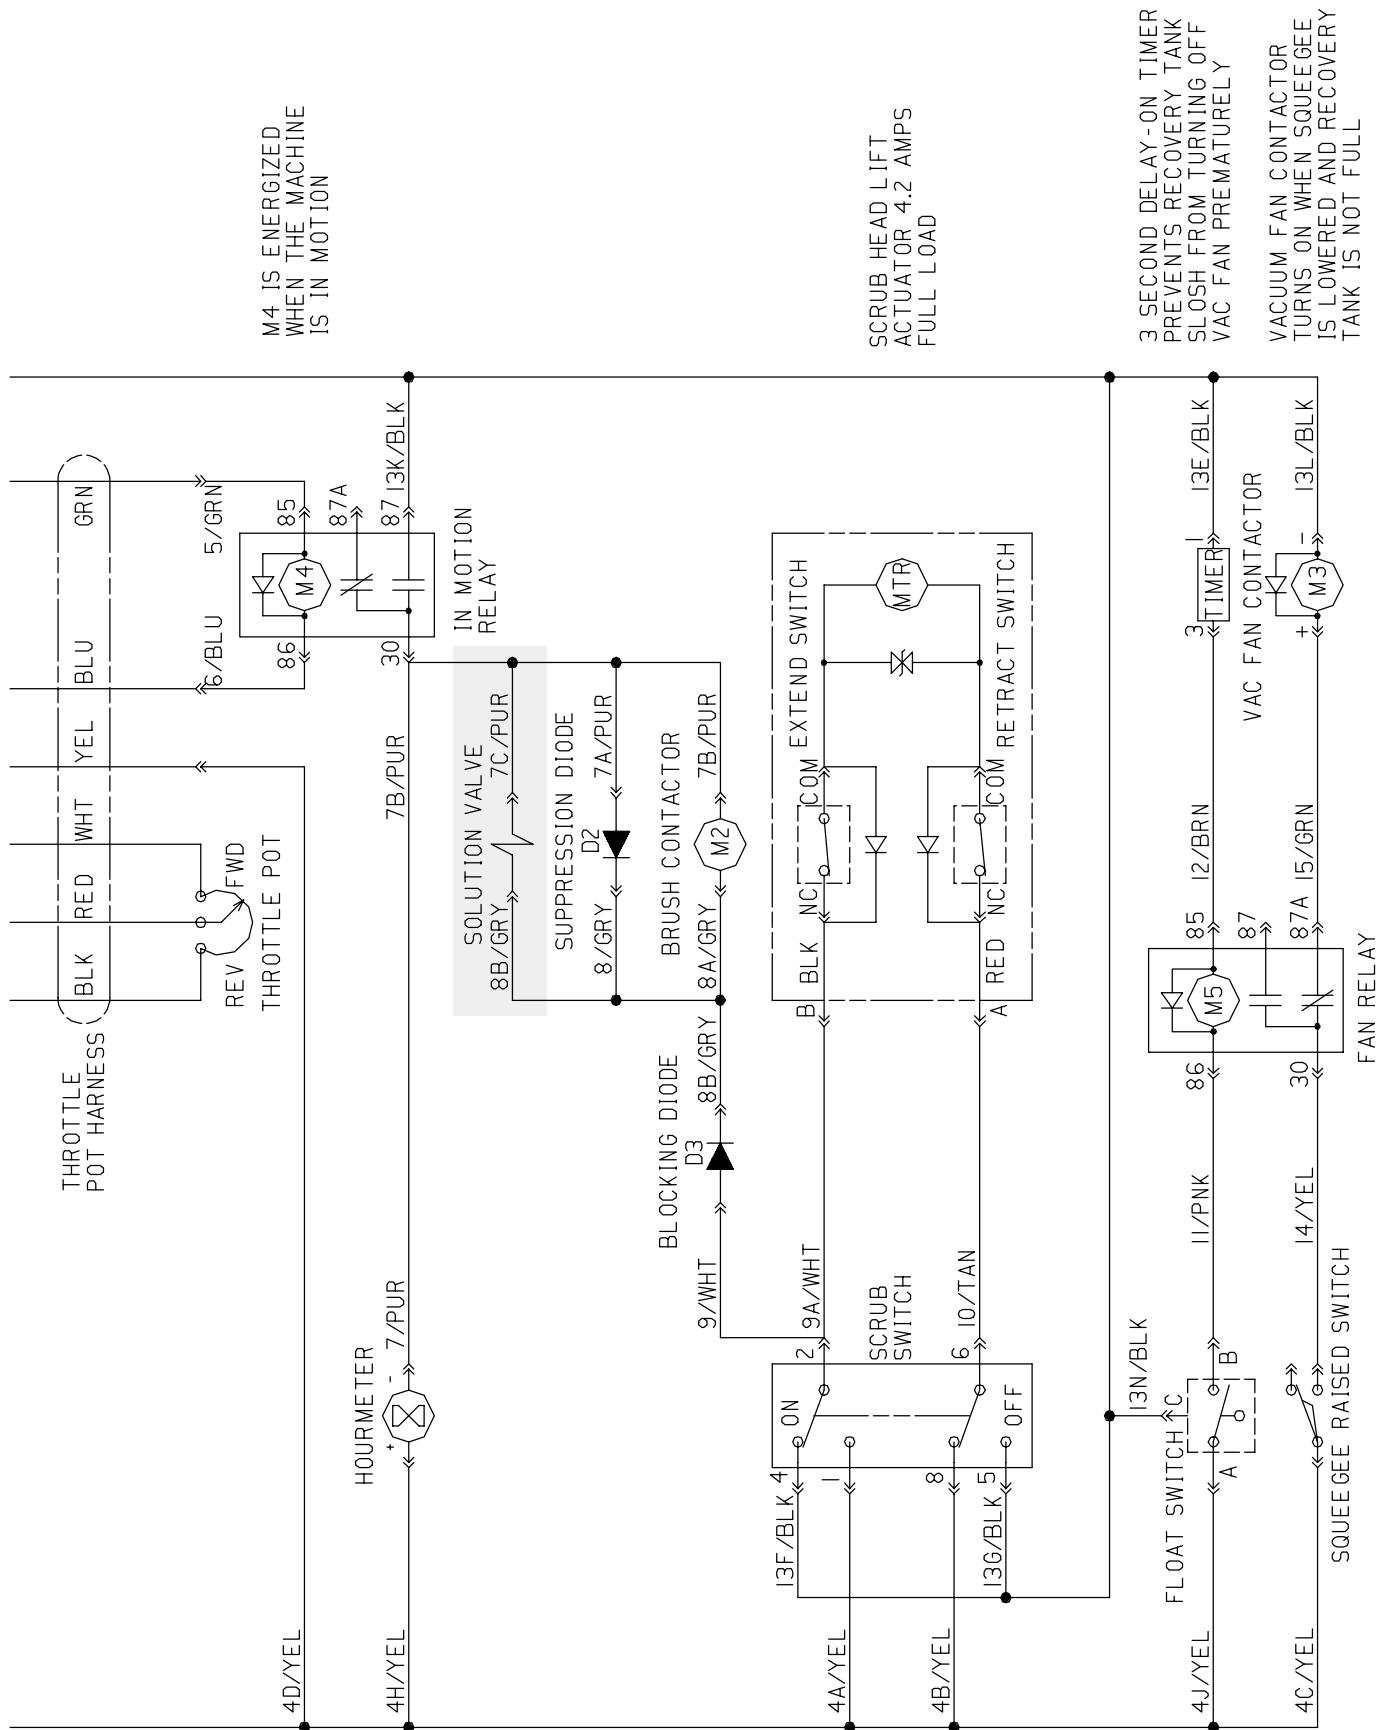 THROTTLE
POT HARNESS
BLK
RED
WHT
YEL
BLU
GRN
REV
FWD
THROTTLE POT
4D/YEL
6/BLU
5/GRN
86
85
M4
87A
30
87
13K/BLK
IN MOTION
RELAY
M4 IS ENERGIZED
WHEN THE MACHINE
IS IN MOTION
4H/YEL
HOURMETER
+
-
7/PUR
7B/PUR
SOLUTION VALVE
8B/GRY
7C/PUR
SUPPRESSION DIODE
D2
8/GRY
7A/PUR
BRUSH CONTACTOR
8A/GRY
M2
7B/PUR
BLOCKING DIODE
D3
9/WHT
8B/GRY
4A/YEL
4B/YEL
13F/BLK
13G/BLK
4
1
8
5
ON
OFF
2
6
SCRUB
SWITCH
9A/WHT
10/TAN
B
A
BLK
RED
NC
COM
NC
COM
EXTEND SWITCH
RETRACT SWITCH
MTR
SCRUB HEAD LIFT
ACTUATOR 4.2 AMPS
FULL LOAD
13N/BLK
FLOAT SWITCH
C
A
B
4J/YEL
11/PNK
86
85
M5
87
12/BRN
3
TIMER
1
13E/BLK
3 SECOND DELAY-ON TIMER
PREVENTS RECOVERY TANK
SLOSH FROM TURNING OFF
VAC FAN PREMATURELY
4C/YEL
SQUEEGEE RAISED SWITCH
14/YEL
30
87A
FAN RELAY
15/GRN
VAC FAN CONTACTOR
+
M3
-
13L/BLK
VACUUM FAN CONTACTOR
TURNS ON WHEN SQUEEGEE
IS LOWERED AND RECOVERY
TANK IS NOT FULL